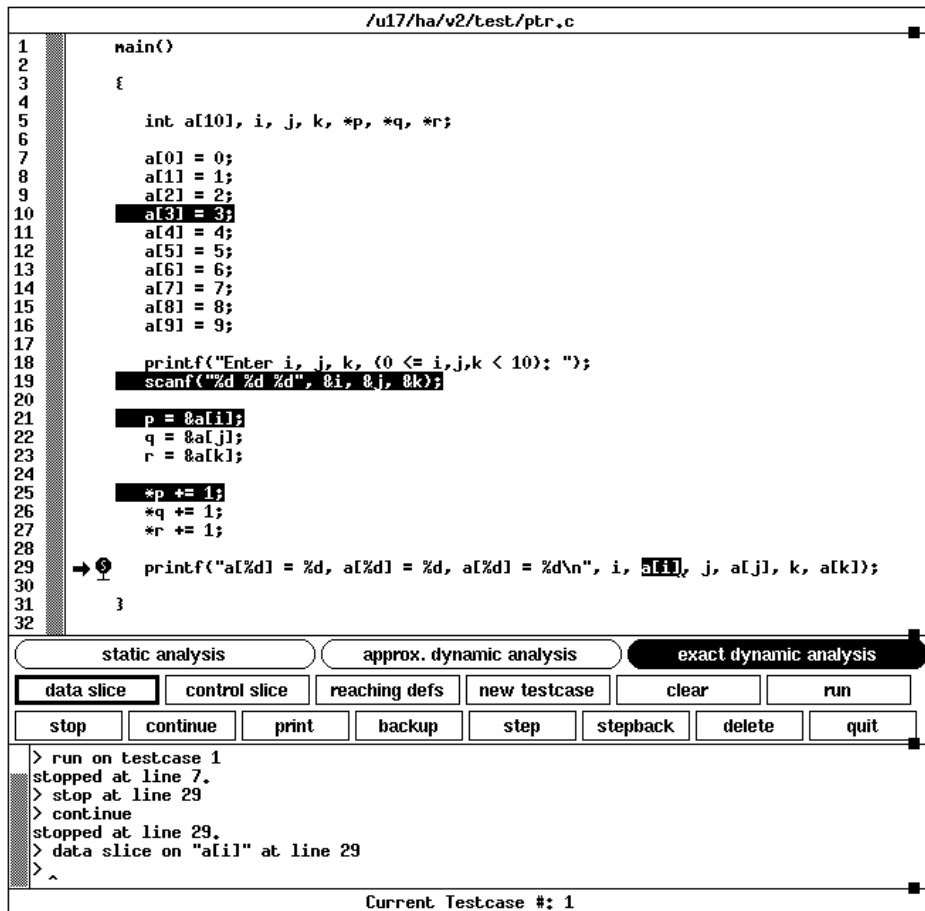 /u17/ha/v2/test/ptr.c
1 main()
2
3 {
4
5 int a[10], i, j, k, *p, *q, *r;
6
7 a[0] = 0;
8 a[1] = 1;
9 a[2] = 2;
10 a[3] = 3;
11 a[4] = 4;
12 a[5] = 5;
13 a[6] = 6;
14 a[7] = 7;
15 a[8] = 8;
16 a[9] = 9;
17
18 printf("Enter i, j, k, (0 <= i,j,k < 10): ");
19 scanf("%d %d %d", &i, &j, &k);
20
21 p = &a[i];
22 q = &a[j];
23 r = &a[k];
24
25 *p += 1;
26 *q += 1;
27 *r += 1;
28
29 S printf("a[%d] = %d, a[%d] = %d, a[%d] = %d\n", i, a[i], j, a[j], k, a[k]);
30
31 }
32
static analysis approx. dynamic analysis exact dynamic analysis
data slice control slice reaching defs new testcase clear run
stop continue print backup step stepback delete quit
> run on testcase 1
stopped at line 7.
> stop at line 29
> continue
stopped at line 29.
> data slice on "a[i]" at line 29
> ^
Current Testcase #: 1